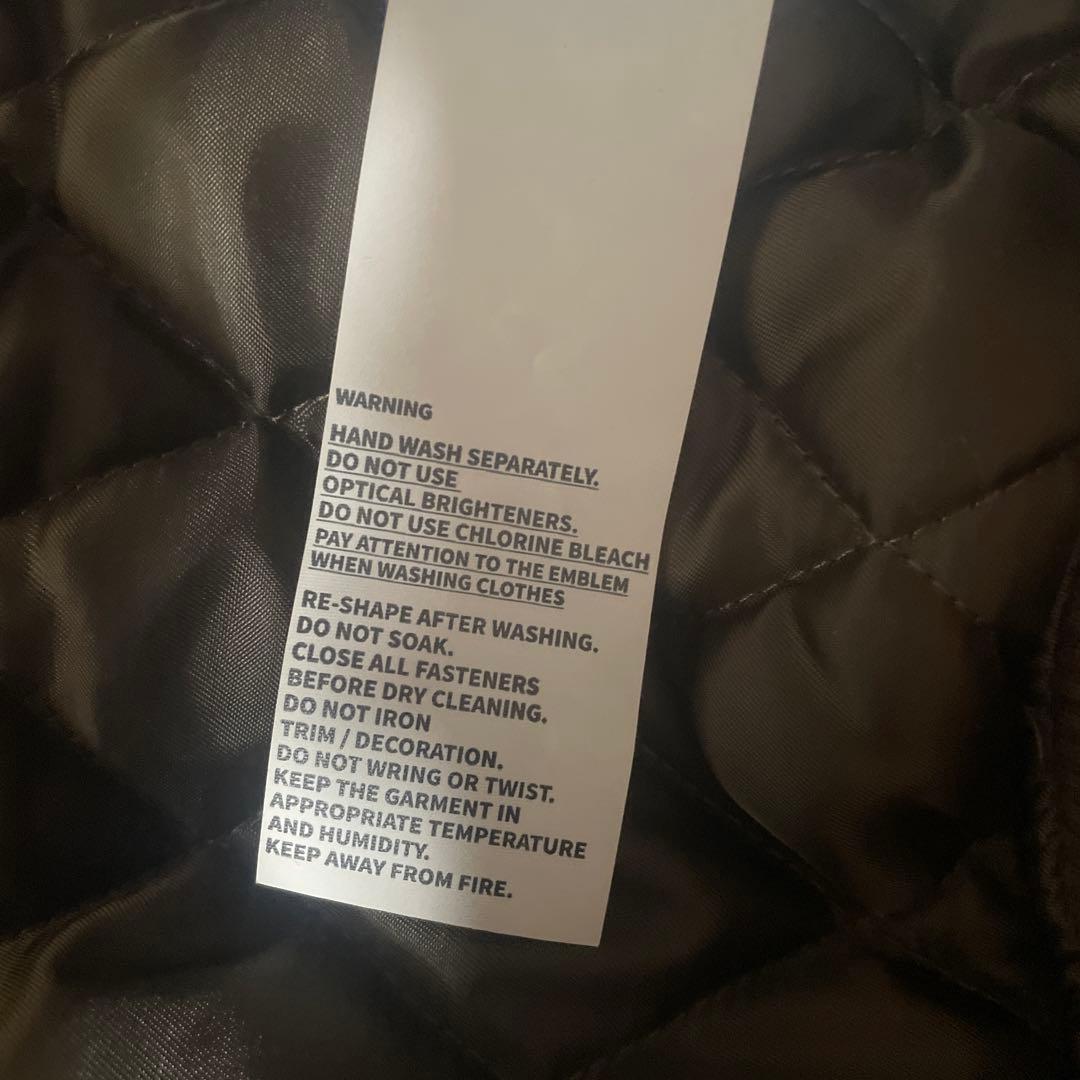 WARNING
HAND WASH SEPARATELY.
DO NOT USE
OPTICAL BRIGHTENERS.
DO NOT USE CHLORINE BLEACH
PAY ATTENTION TO THE EMBLEM
WHEN WASHING CLOTHES
RE-SHAPE AFTER WASHING.
DO NOT SOAK.
CLOSE ALL FASTENERS
BEFORE DRY CLEANING.
DO NOT IRON
TRIM / DECORATION.
DO NOT WRING OR TWIST.
KEEP THE GARMENT IN
APPROPRIATE TEMPERATURE
AND HUMIDITY.
KEEP AWAY FROM FIRE.